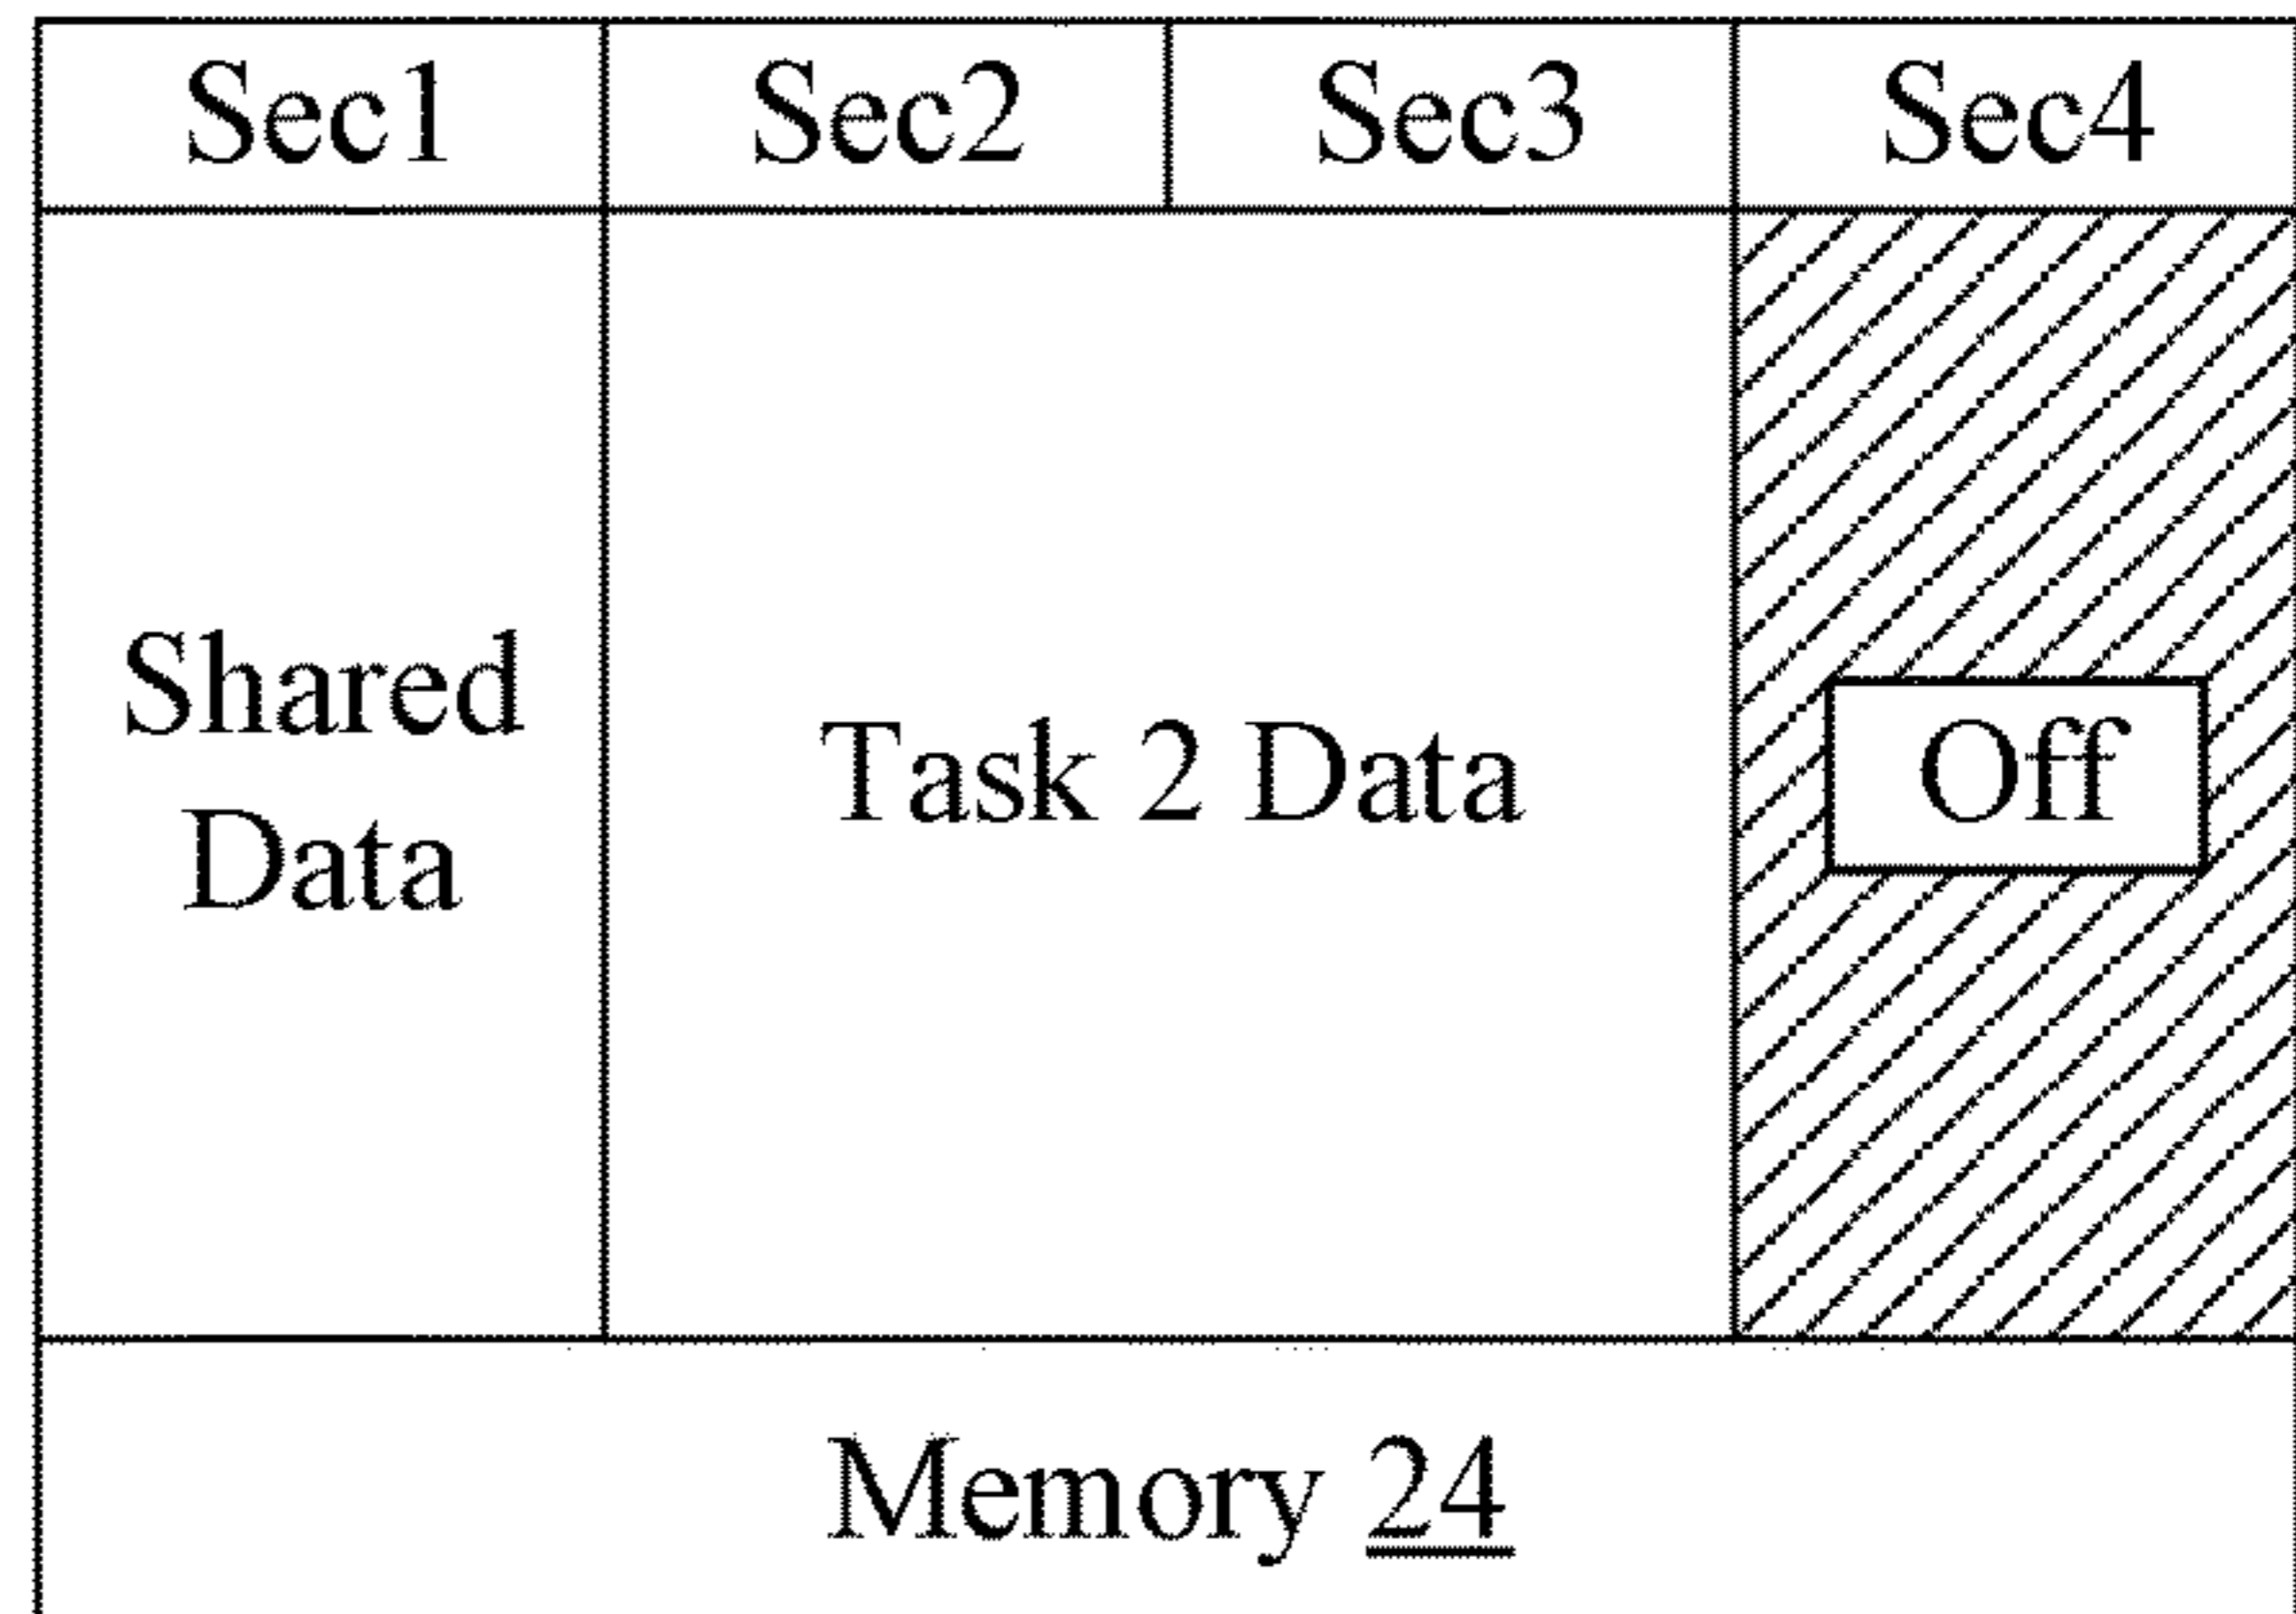 Sec1 Sec2 Sec3 Sec4
Shared
Data
Task 2 Data
Off
Memory 24